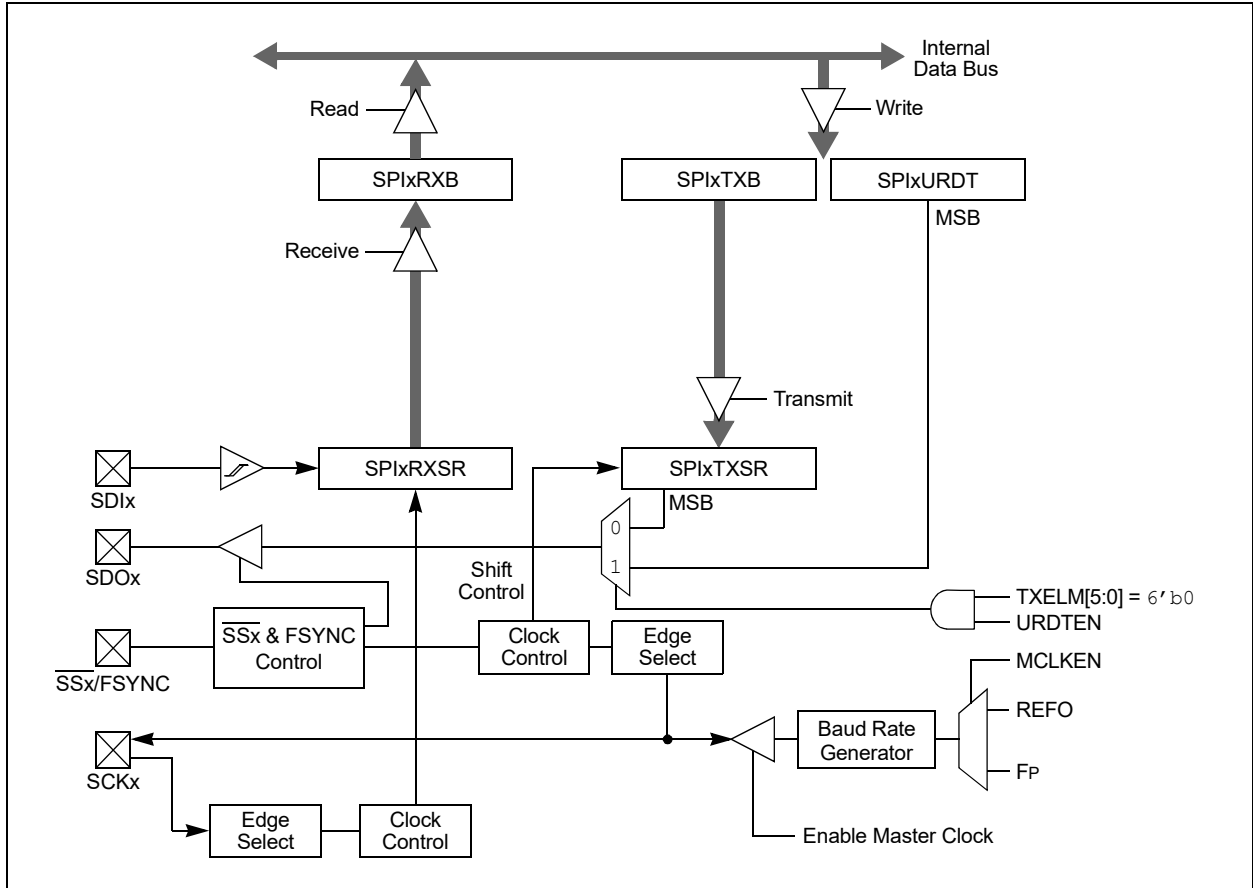 Internal
Data Bus
Read
Write
SPIxRXB
SPIxTXB
SPIxURDT
MSB
Receive
Transmit
SPIxRXSR
SPIxTXSR
SDIx
MSB
0
1
SDOx
Shift
Control
TXELM[5:0] = 6’b0
URDTEN
SSx & FSYNC
Control
Clock
Control
Edge
Select
SSx/FSYNC
MCLKEN
REFO
Baud Rate
Generator
FP
SCKx
Edge
Select
Clock
Control
Enable Master Clock